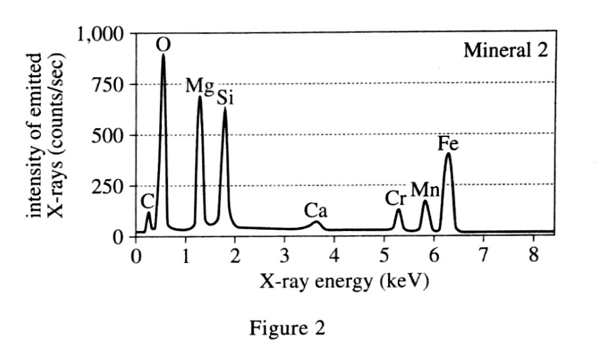 1,000
750
500
250
0
intensity of emitted
X-rays (counts/sec)
Mineral 2
C
O
Mg
Si
Ca
Cr
Mn
Fe
0 1 2 3 4 5 6 7 8
X-ray energy (keV)
Figure 2